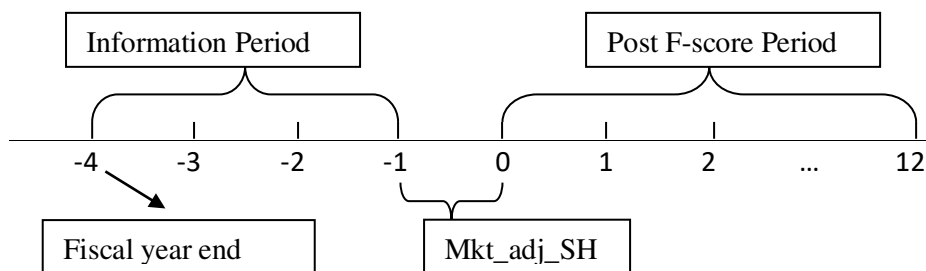 Information Period
Post F-score Period
-4 -3 -2 -1 0 1 2 ... 12
Fiscal year end
Mkt_adj_SH